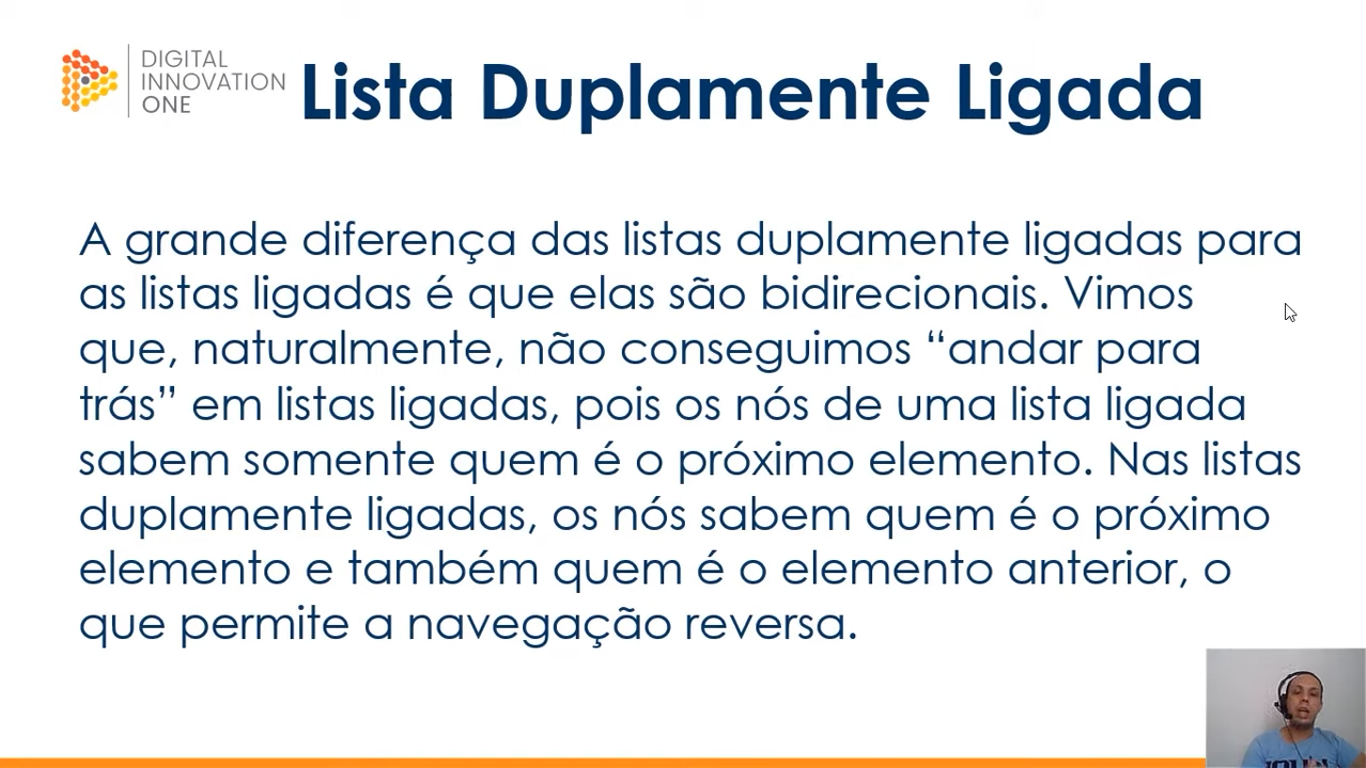 DIGITAL
INNOVATION
ONE
Lista Duplamente Ligada
A grande diferença das listas duplamente ligadas para
as listas ligadas é que elas são bidirecionais. Vimos
que, naturalmente, não conseguimos “andar para
trás” em listas ligadas, pois os nós de uma lista ligada
sabem somente quem é o próximo elemento. Nas listas
duplamente ligadas, os nós sabem quem é o próximo
elemento e também quem é o elemento anterior, o
que permite a navegação reversa.